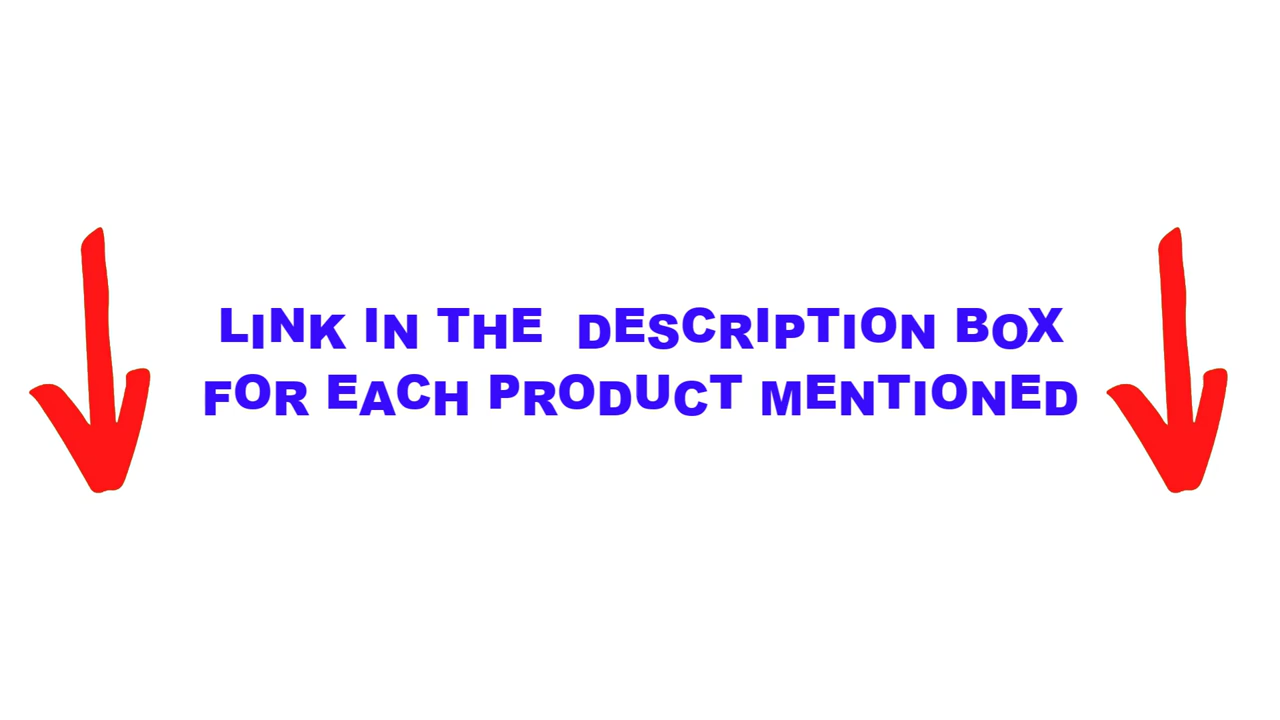 LINK IN THE DESCRIPTION BOX
FOR EACH PRODUCT MENTIONED